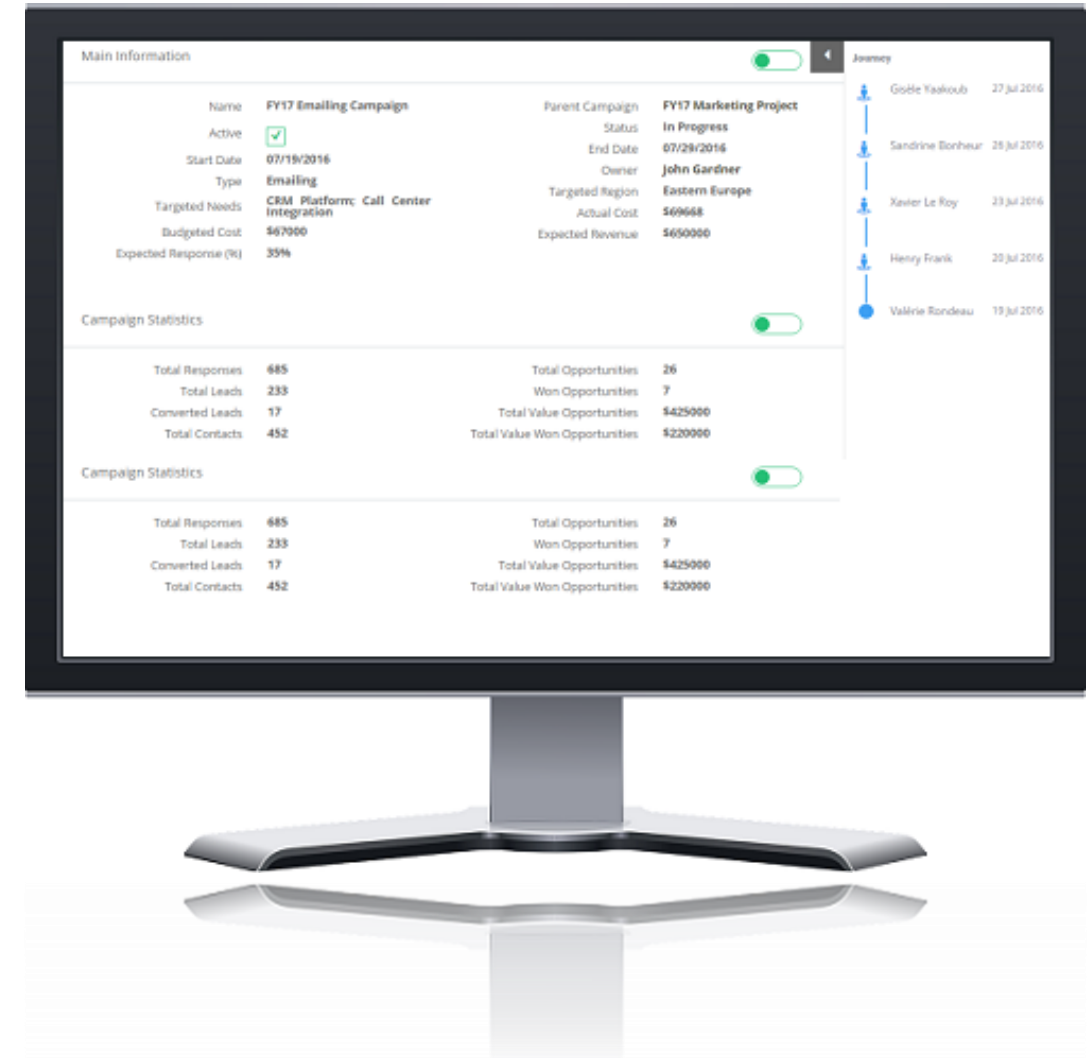 Main Information
Journey
Name FY17 Emailing Campaign Parent Campaign FY17 Marketing Project
Active Status In Progress
Start Date 07/19/2016 End Date 07/29/2016
Type Emailing Owner John Gardner
Targeted Needs CRM Platform; Call Center Integration Targeted Region Eastern Europe
Budgeted Cost $67000 Actual Cost $69668
Expected Response (%) 35% Expected Revenue $650000
Gisèle Yaakoub 27 Jul 2016
Sandrine Bonheur 26 Jul 2016
Xavier Le Roy 23 Jul 2016
Henry Frank 20 Jul 2016
Valérie Rondeau 19 Jul 2016
Campaign Statistics
Total Responses 685 Total Opportunities 26
Total Leads 233 Won Opportunities 7
Converted Leads 17 Total Value Opportunities $425000
Total Contacts 452 Total Value Won Opportunities $220000
Campaign Statistics
Total Responses 685 Total Opportunities 26
Total Leads 233 Won Opportunities 7
Converted Leads 17 Total Value Opportunities $425000
Total Contacts 452 Total Value Won Opportunities $220000